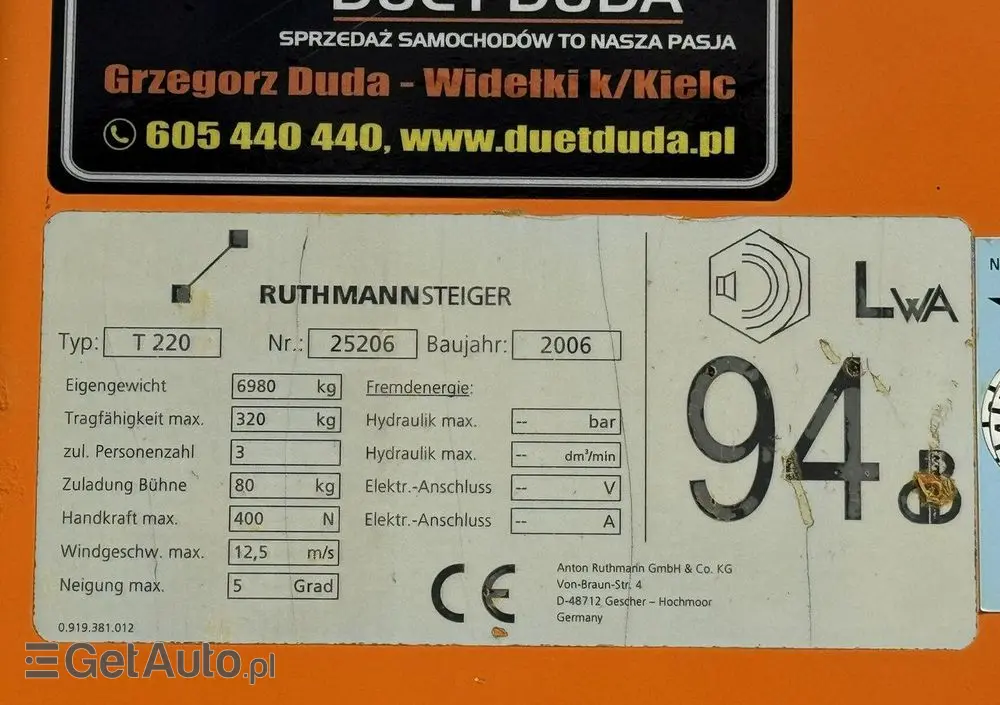 DUET DUDA
SPRZEDAŻ SAMOCHODÓW TO NASZA PASJA
Grzegorz Duda - Widełki k/Kielc
605 440 440, www.duetduda.pl
RUTHMANNSTEIGER
Typ: T 220 Nr.: 25206 Baujahr: 2006
Eigengewicht 6980 kg Fremdenergie:
Tragfähigkeit max. 320 kg Hydraulik max. -- bar
zul. Personenzahl 3 Hydraulik max. -- dm³/min
Zuladung Bühne 80 kg Elektr.-Anschluss -- V
Handkraft max. 400 N Elektr.-Anschluss -- A
Windgeschw. max. 12,5 m/s
Neigung max. 5 Grad
0.919.381.012
CE
Anton Ruthmann GmbH & Co. KG
Von-Braun-Str. 4
D-48712 Gescher – Hochmoor
Germany
LWA
94 dB
N
GetAuto.pl